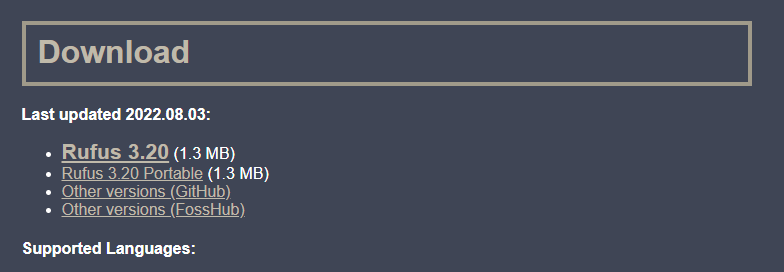 Download
Last updated 2022.08.03:
Rufus 3.20 (1.3 MB)
Rufus 3.20 Portable (1.3 MB)
Other versions (GitHub)
Other versions (FossHub)
Supported Languages: